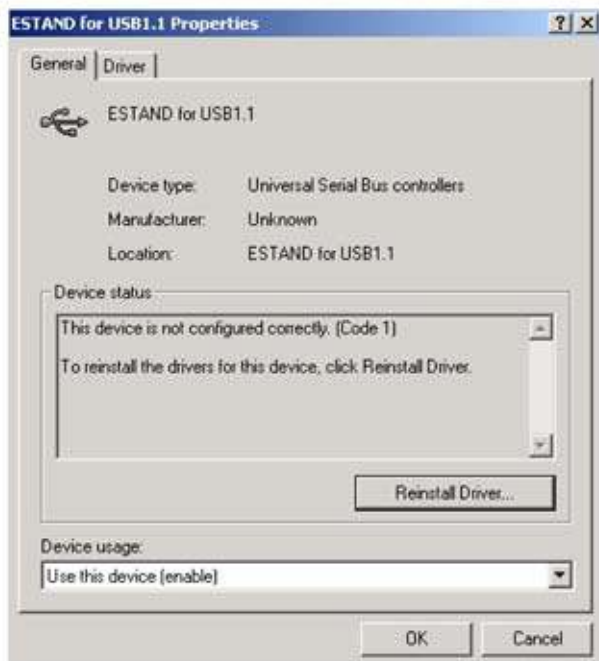 ESTAND for USB1.1 Properties
General
Driver
ESTAND for USB1.1
Device type: Universal Serial Bus controllers
Manufacturer: Unknown
Location: ESTAND for USB1.1
Device status
This device is not configured correctly. (Code 1)
To reinstall the drivers for this device, click Reinstall Driver.
Reinstall Driver...
Device usage:
Use this device (enable)
OK
Cancel